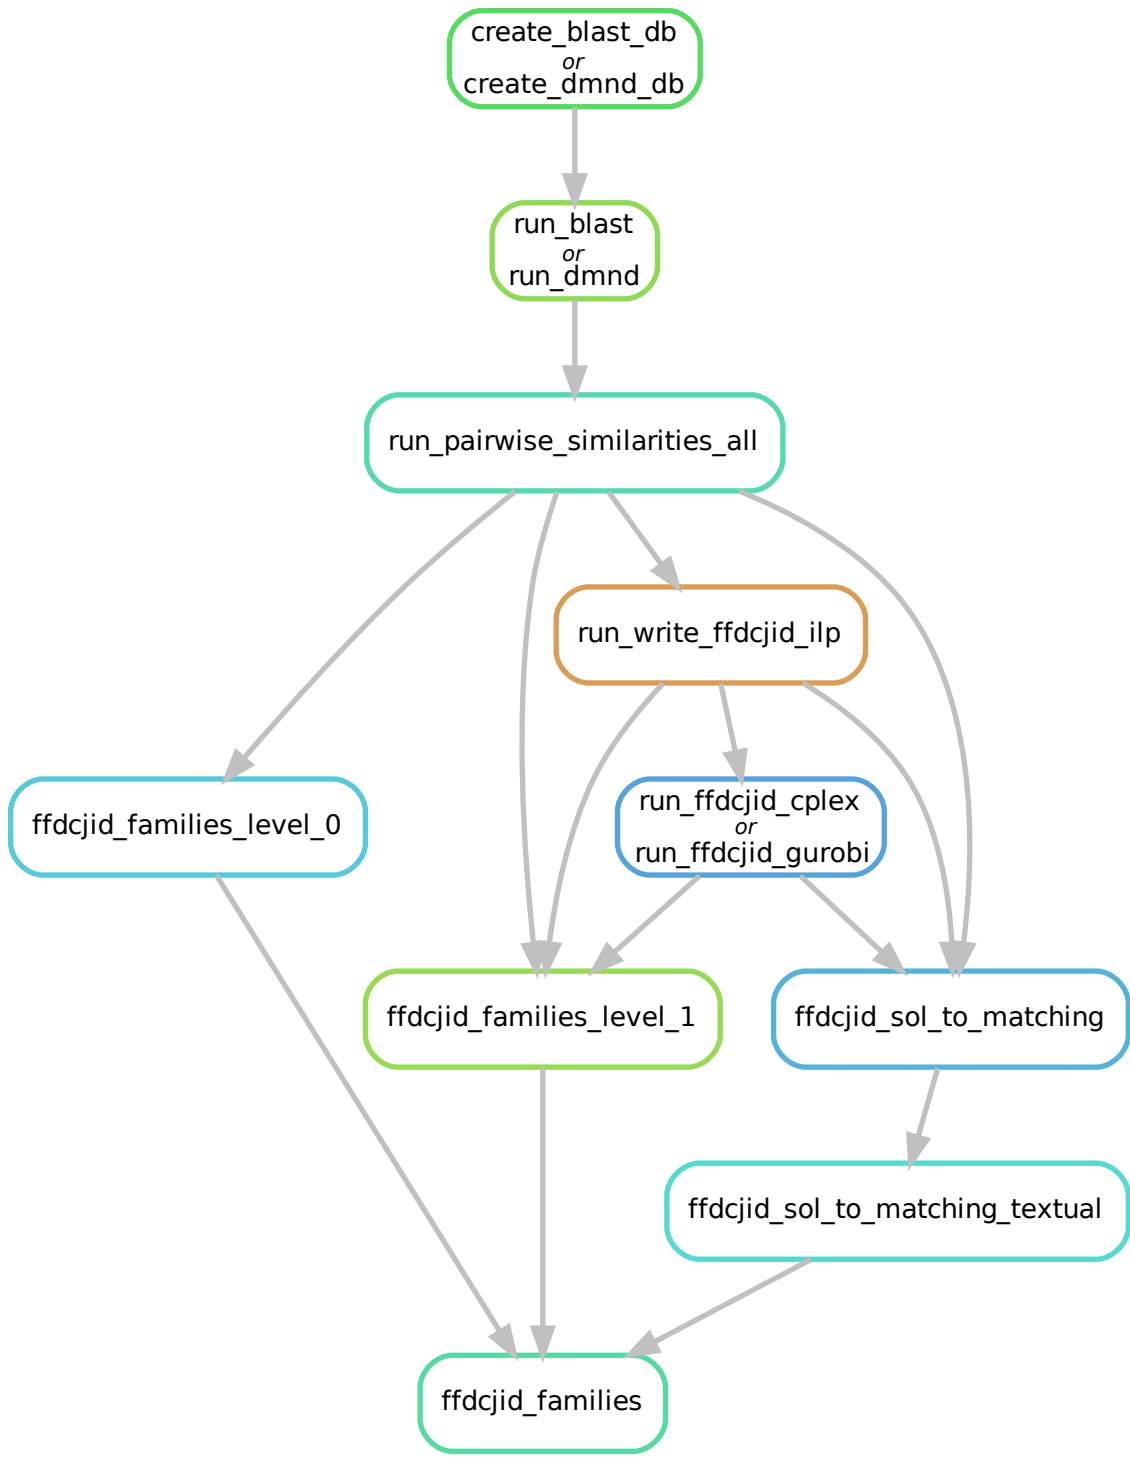 create_blast_db
or
create_dmnd_db
run_blast
or
run_dmnd
run_pairwise_similarities_all
run_write_ffdcjid_ilp
ffdcjid_families_level_0
run_ffdcjid_cplex
or
run_ffdcjid_gurobi
ffdcjid_families_level_1
ffdcjid_sol_to_matching
ffdcjid_sol_to_matching_textual
ffdcjid_families